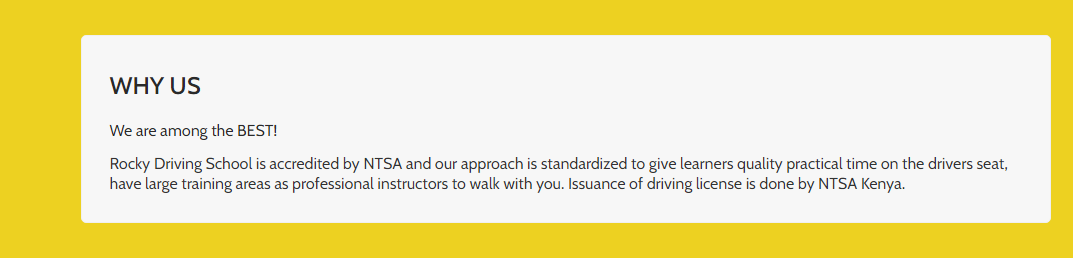 WHY US
We are among the BEST!
Rocky Driving School is accredited by NTSA and our approach is standardized to give learners quality practical time on the drivers seat,
have large training areas as professional instructors to walk with you. Issuance of driving license is done by NTSA Kenya.